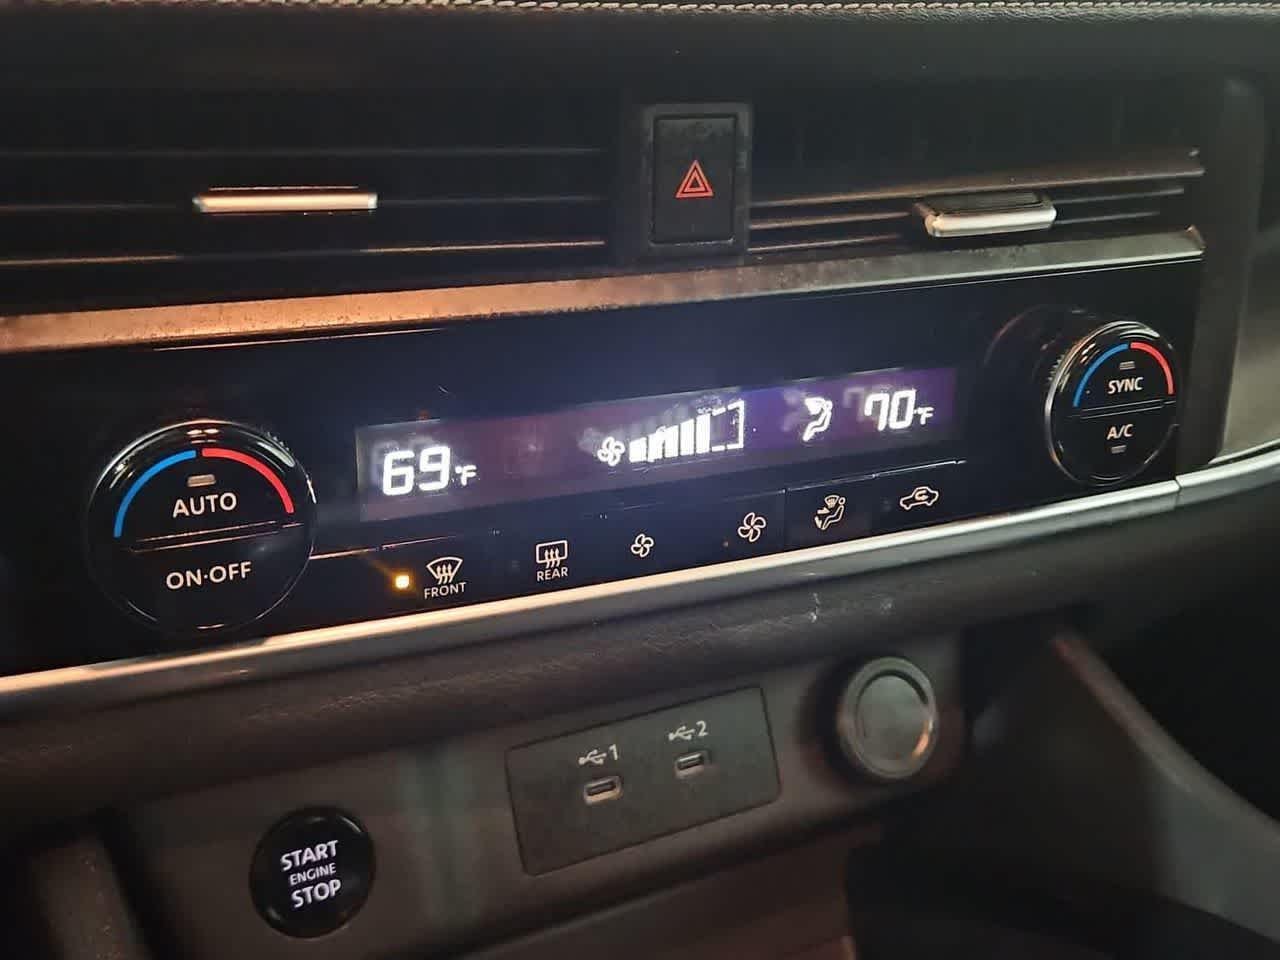 69°F
70°F
SYNC
A/C
AUTO
ON·OFF
FRONT
REAR
1
2
START
ENGINE
STOP